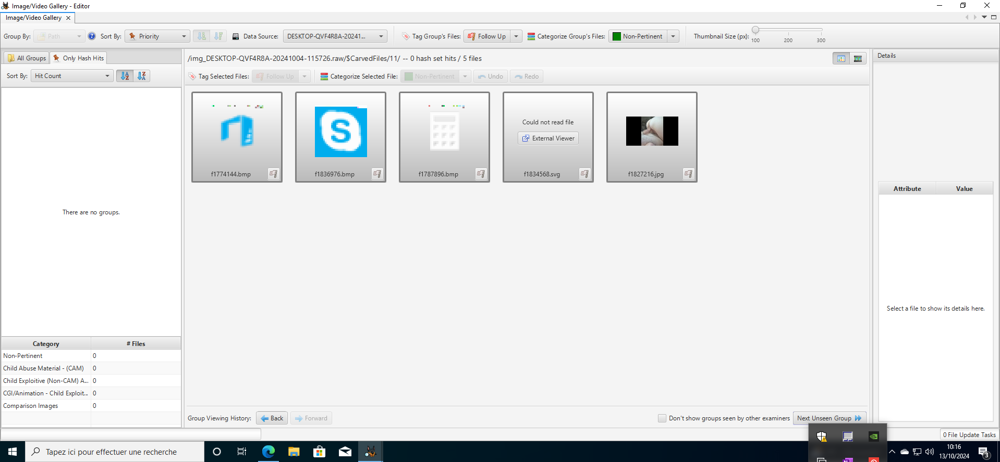 Image/Video Gallery - Editor
Image/Video Gallery
Group By: Path Sort By: Priority Data Source: DESKTOP-QVF4R8A-20241... Tag Group's Files: Follow Up Categorize Group's Files: Non-Pertinent Thumbnail Size (px): 100 200 300
All Groups Only Hash Hits
/img_DESKTOP-QVF4R8A-20241004-115726.raw/$CarvedFiles/11/ -- 0 hash set hits / 5 files
Details
Sort By: Hit Count
Tag Selected Files: Follow Up Categorize Selected File: Non-Pertinent Undo Redo
Could not read file
External Viewer
f1774144.bmp f1836976.bmp f1787896.bmp f1834568.svg f1827216.jpg
Attribute Value
There are no groups.
Select a file to show its details here.
Category # Files
Non-Pertinent 0
Child Abuse Material - (CAM) 0
Child Exploitive (Non-CAM) A... 0
CGI/Animation - Child Exploit... 0
Comparison Images 0
Group Viewing History: Back Forward Don't show groups seen by other examiners Next Unseen Group
0 File Update Tasks
Tapez ici pour effectuer une recherche
10:16
13/10/2024
3